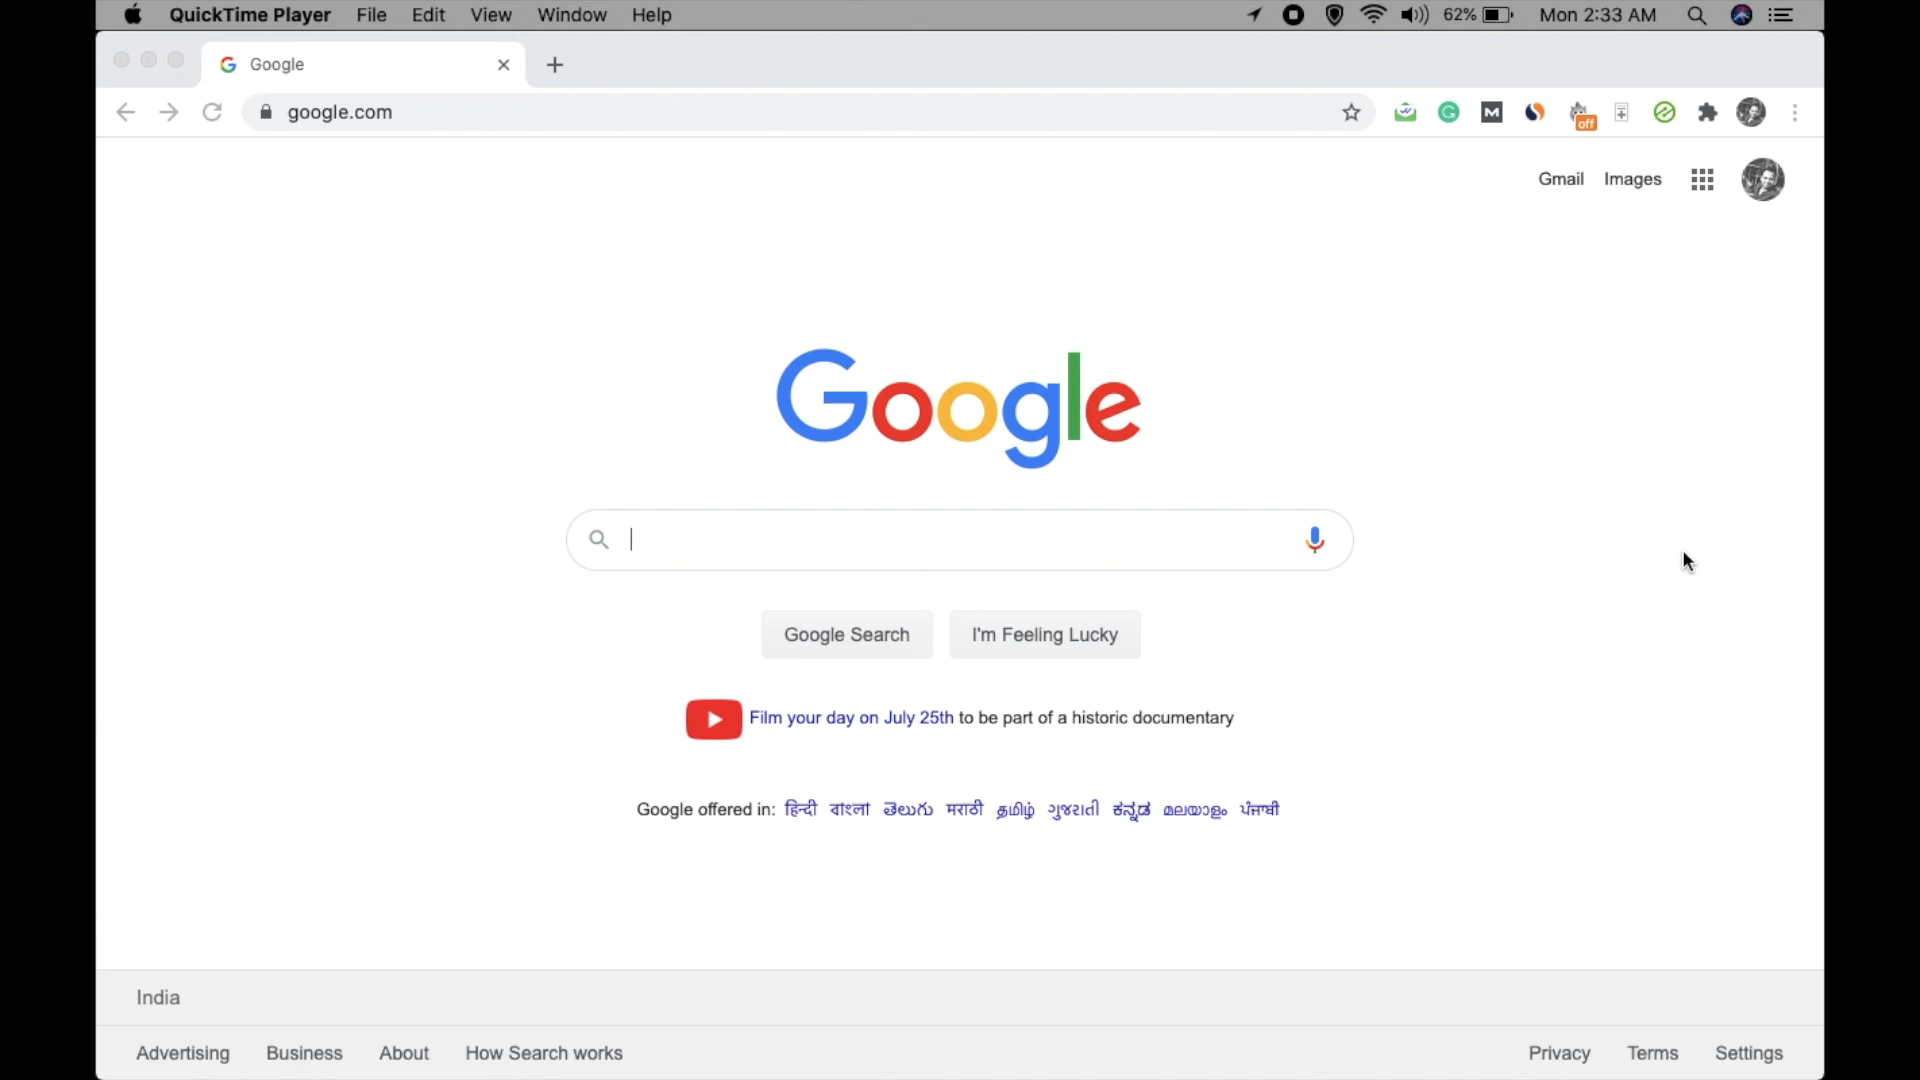 QuickTime Player File Edit View Window Help 62% Mon 2:33 AM
Google
google.com
off
Gmail Images
Google
Google Search I'm Feeling Lucky
Film your day on July 25th to be part of a historic documentary
Google offered in: हिन्दी বাংলা తెలుగు मराठी தமிழ் ગુજરાતી ಕನ್ನಡ മലയാളം ਪੰਜਾਬੀ
India
Advertising Business About How Search works Privacy Terms Settings